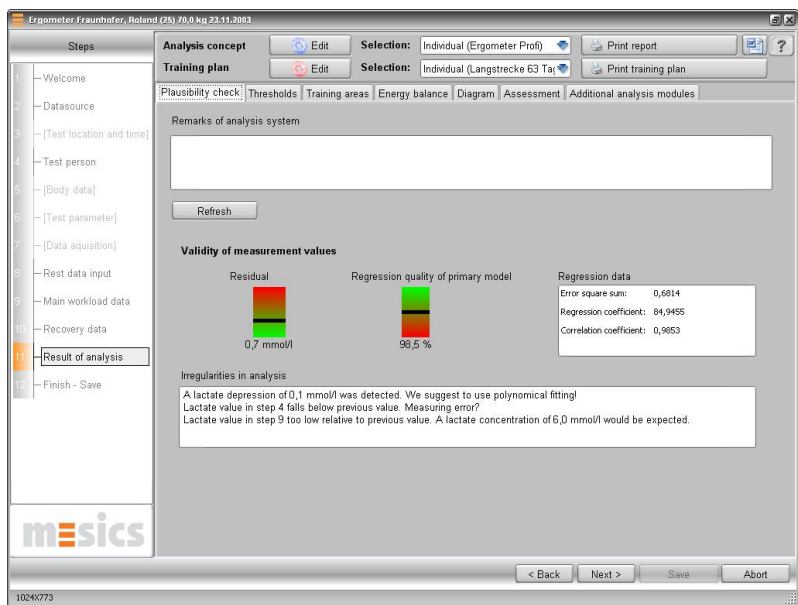 Ergometer Fraunhofer, Roland (25) 70,0 kg 23.11.2003
Steps
1 Welcome
2 Datasource
3 [Test location and time]
4 Test person
5 [Body data]
6 [Test parameter]
7 [Data aquisition]
8 Rest data input
9 Main workload data
10 Recovery data
11 Result of analysis
12 Finish - Save
mesics
Analysis concept Edit Selection: Individual (Ergometer Profi) Print report ?
Training plan Edit Selection: Individual (Langstrecke 63 Tag Print training plan
Plausibility check Thresholds Training areas Energy balance Diagram Assessment Additional analysis modules
Remarks of analysis system
Refresh
Validity of measurement values
Residual Regression quality of primary model Regression data
0,7 mmol/l 98,5 %
Error square sum: 0,6814
Regression coefficient: 84,9455
Correlation coefficient: 0,9853
Irregularities in analysis
A lactate depression of 0,1 mmol/l was detected. We suggest to use polynomical fitting!
Lactate value in step 4 falls below previous value. Measuring error?
Lactate value in step 9 too low relative to previous value. A lactate concentration of 6,0 mmol/l would be expected.
< Back Next > Save Abort
1024X773